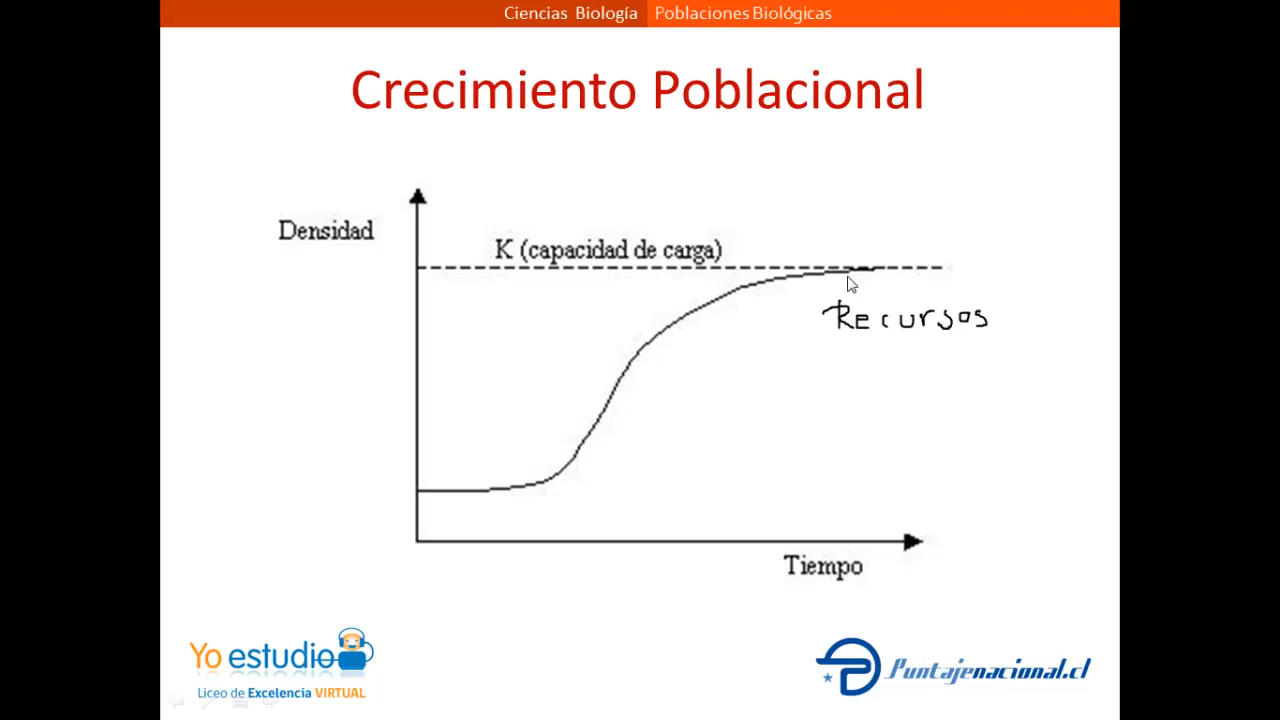 Ciencias Biología Poblaciones Biológicas
Crecimiento Poblacional
Densidad
K (capacidad de carga)
Recursos
Tiempo
Yo estudio
Liceo de Excelencia VIRTUAL
Puntajenacional.cl